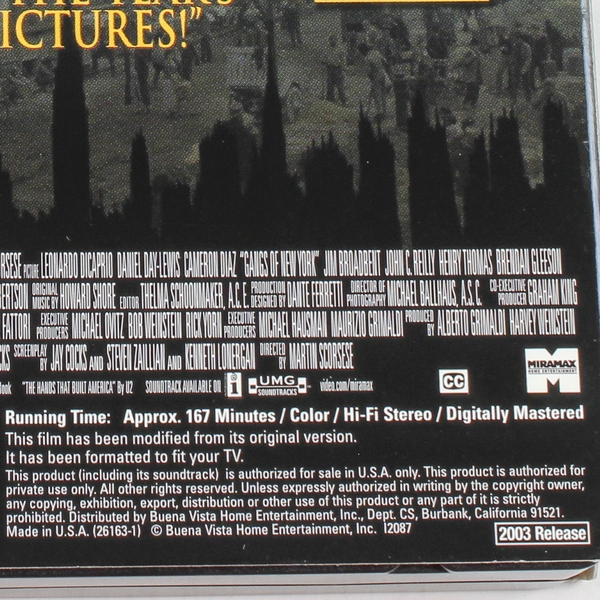 THE YEAR'S
ICTURES!"
RSESE PICTURE LEONARDO DICAPRIO DANIEL DAY-LEWIS CAMERON DIAZ "GANGS OF NEW YORK" JIM BROADBENT JOHN C. REILLY HENRY THOMAS BRENDAN GLEESON
BERTSON ORIGINAL MUSIC BY HOWARD SHORE EDITOR THELMA SCHOONMAKER, A.C.E. PRODUCTION DESIGNED BY DANTE FERRETTI DIRECTOR OF PHOTOGRAPHY MICHAEL BALLHAUS, A.S.C. CO-EXECUTIVE PRODUCER GRAHAM KING
FATTORI EXECUTIVE PRODUCERS MICHAEL OVITZ BOB WEINSTEIN RICK YORN EXECUTIVE PRODUCERS MICHAEL HAUSMAN MAURIZIO GRIMALDI PRODUCED BY ALBERTO GRIMALDI HARVEY WEINSTEIN
CKS SCREENPLAY BY JAY COCKS AND STEVEN ZAILLIAN AND KENNETH LONERGAN DIRECTED BY MARTIN SCORSESE
Book "THE HANDS THAT BUILT AMERICA" By U2 SOUNDTRACK AVAILABLE ON i UMG SOUNDTRACKS video.com/miramax CC MIRAMAX HOME ENTERTAINMENT
Running Time: Approx. 167 Minutes / Color / Hi-Fi Stereo / Digitally Mastered
This film has been modified from its original version.
It has been formatted to fit your TV.
This product (including its soundtrack) is authorized for sale in U.S.A. only. This product is authorized for
private use only. All other rights reserved. Unless expressly authorized in writing by the copyright owner,
any copying, exhibition, export, distribution or other use of this product or any part of it is strictly
prohibited. Distributed by Buena Vista Home Entertainment, Inc., Dept. CS, Burbank, California 91521.
Made in U.S.A. (26163-1) © Buena Vista Home Entertainment, Inc. 12087
2003 Release